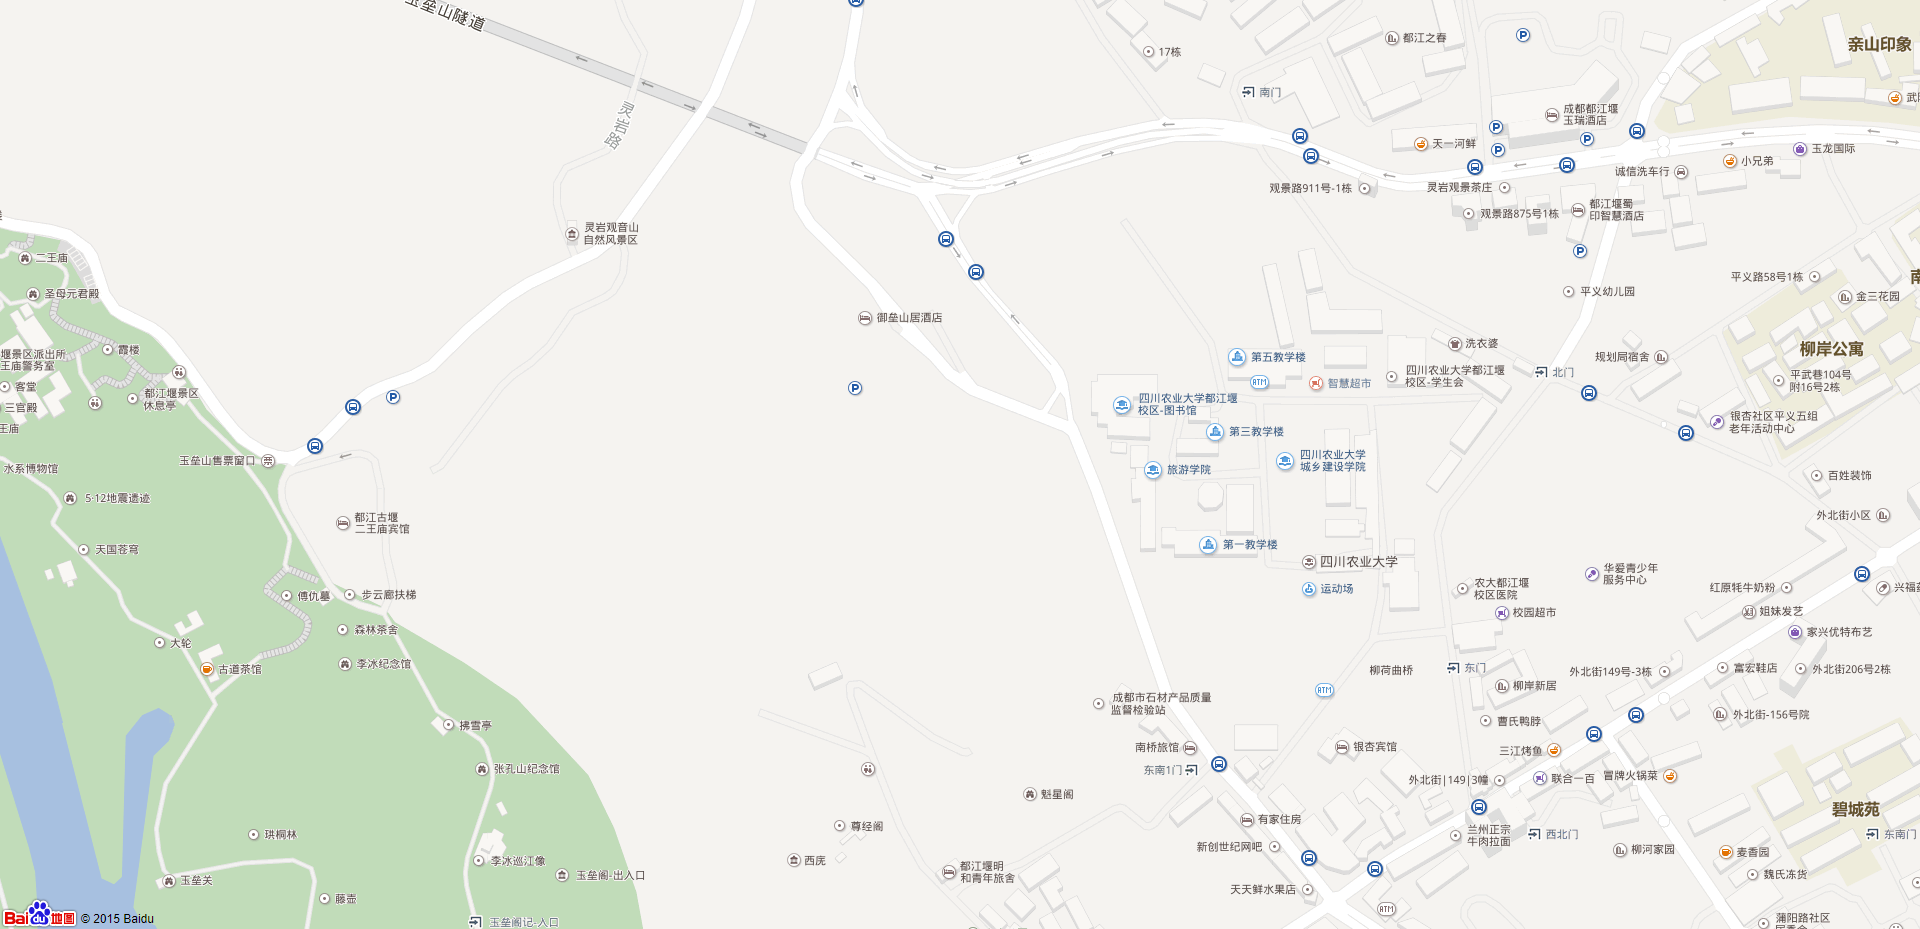 玉垒山隧道
灵岩路
17栋
都江之春
南门
亲山印象
成都都江堰
玉瑞酒店
天一河鲜
小兄弟
玉龙国际
诚信洗车行
观景路911号-1栋
灵岩观景茶庄
观景路875号1栋
都江堰蜀
印智慧酒店
灵岩观音山
自然风景区
二王庙
圣母元君殿
平义路58号1栋
平义幼儿园
金三花园
御垒山居酒店
洗衣婆
柳岸公寓
霞楼
堰景区派出所
王庙警务室
客堂
三官殿
王庙
都江堰景区
休息亭
第五教学楼
ATM
智慧超市
四川农业大学都江堰
校区-学生会
规划局宿舍
北门
平武巷104号
附16号2栋
四川农业大学都江堰
校区-图书馆
第三教学楼
银杏社区平义五组
老年活动中心
玉垒山售票窗口
票
水系博物馆
旅游学院
四川农业大学
城乡建设学院
百姓装饰
5·12地震遗迹
都江古堰
二王庙宾馆
外北街小区
天国苍穹
第一教学楼
四川农业大学
运动场
农大都江堰
校区医院
校园超市
华爱青少年
服务中心
红原牦牛奶粉
姐妹发艺
家兴优特布艺
傅仇墓
步云廊扶梯
森林茶舍
大轮
古道茶馆
李冰纪念馆
柳荷曲桥
东门
外北街149号-3栋
富宏鞋店
外北街206号2栋
ATM
柳岸新居
成都市石材产品质量
监督检验站
曹氏鸭脖
外北街-156号院
拂雪亭
南桥旅馆
东南1门
银杏宾馆
三江烤鱼
张孔山纪念馆
外北街|149|3幢
联合一百
冒牌火锅菜
魁星阁
碧城苑
尊经阁
有家住房
新创世纪网吧
兰州正宗
牛肉拉面
西北门
东南门
珙桐林
李冰巡江像
西庑
都江堰明
和青年旅舍
柳河家园
麦香园
魏氏冻货
玉垒关
玉垒阁-出入口
天天鲜水果店
藤壶
ATM
玉垒阁记-入口
蒲阳路社区
Bai du 地图 © 2015 Baidu